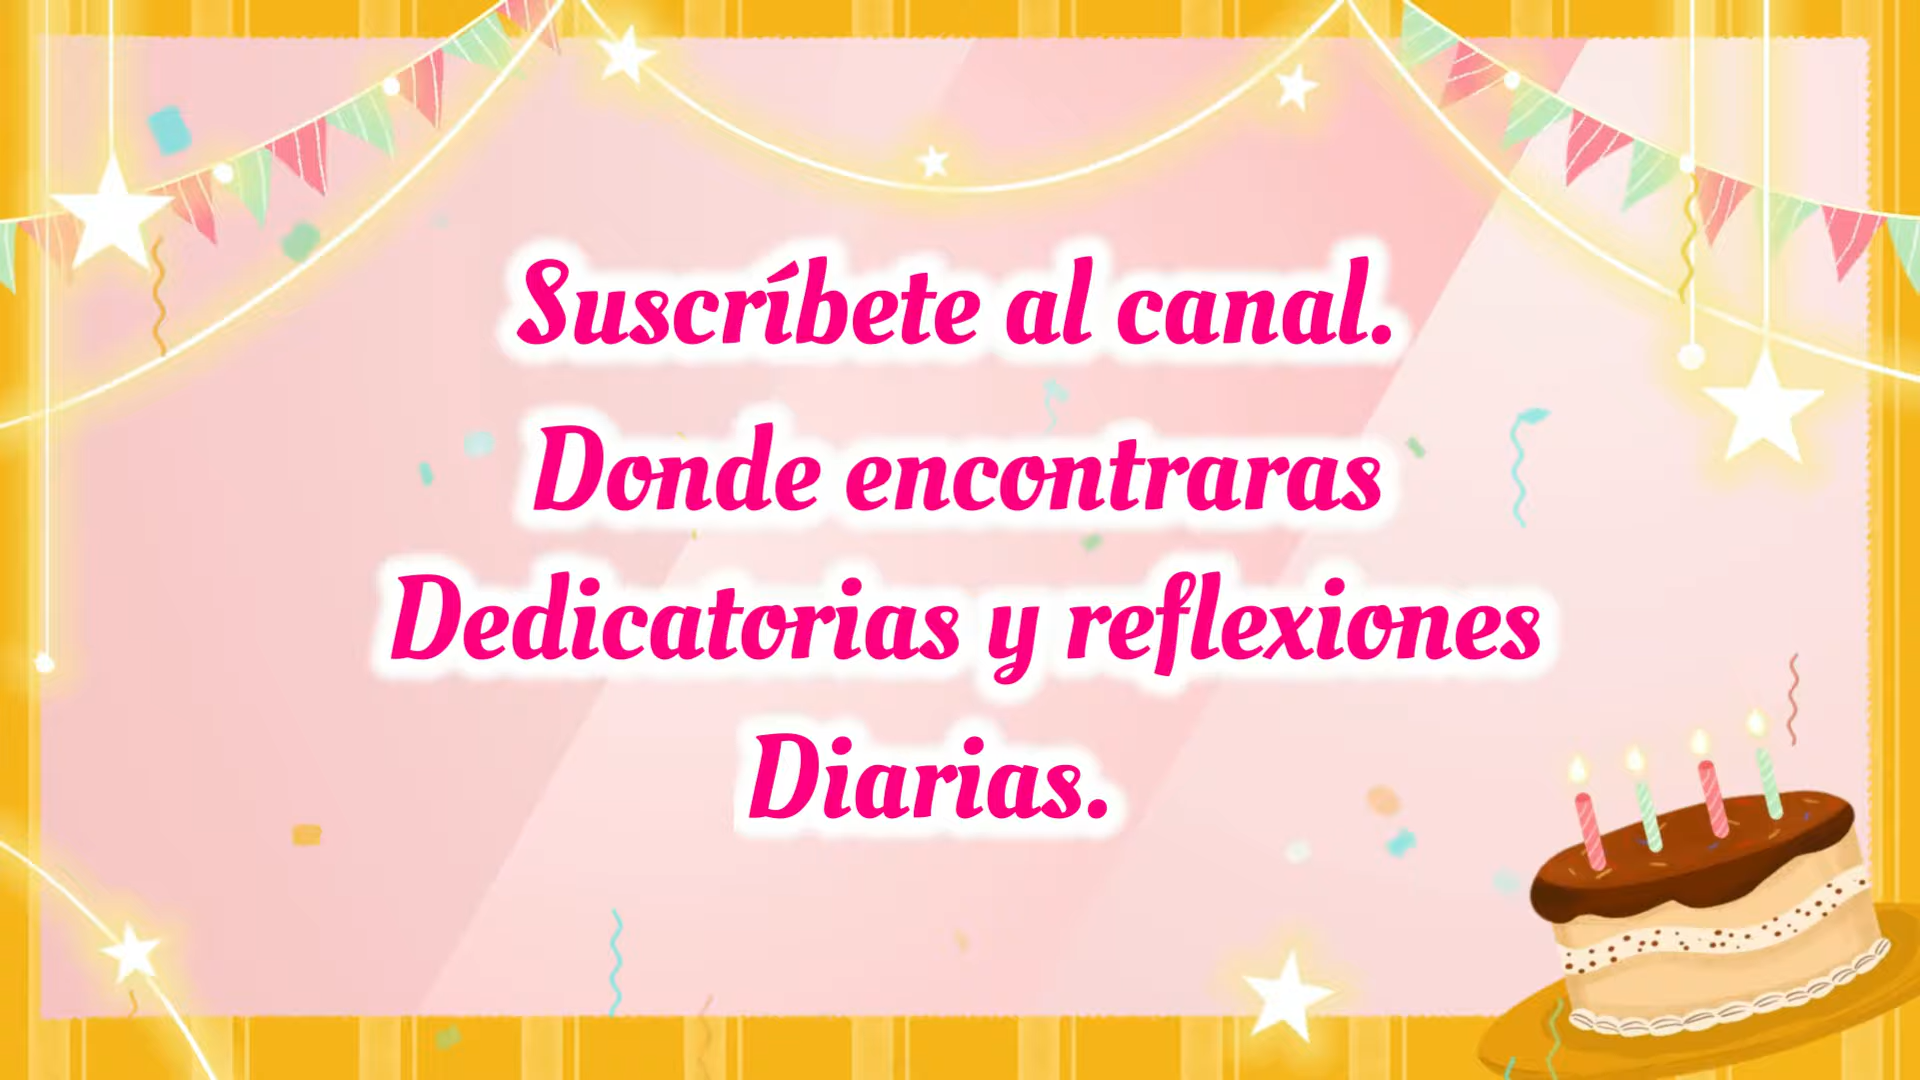 Suscríbete al canal.
Donde encontraras
Dedicatorias y reflexiones
Diarias.